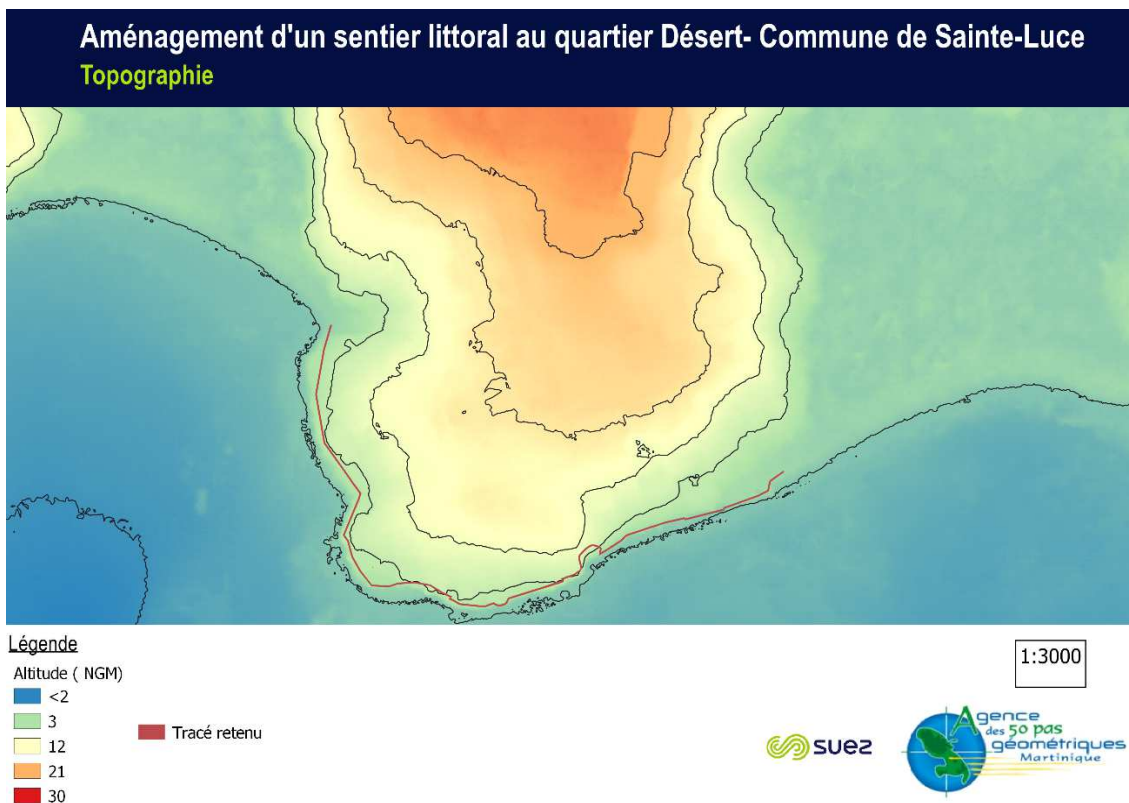 Aménagement d'un sentier littoral au quartier Désert- Commune de Sainte-Luce
Topographie
Légende
Altitude ( NGM)
<2
3
12
21
30
Tracé retenu
1:3000
suez
Agence
des 50 pas
géométriques
Martinique